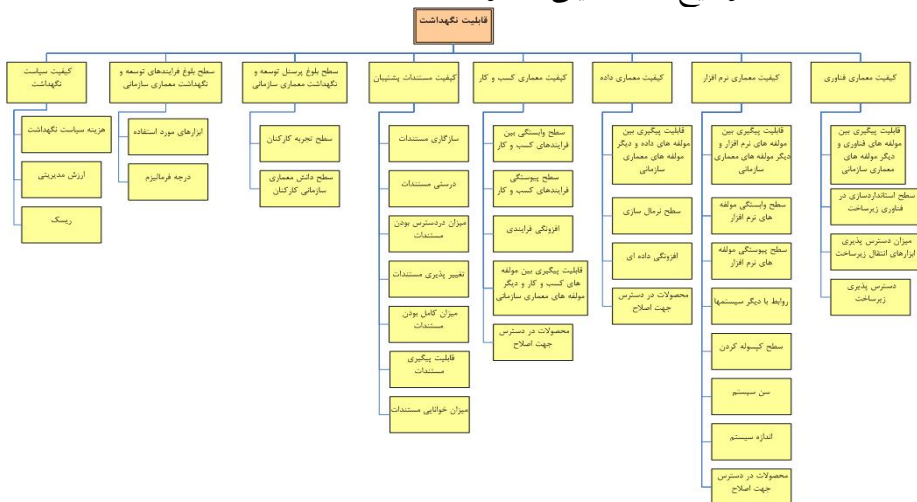 قابلیت نگهداشت
کیفیت معماری فناوری
قابلیت پیگیری بین
مولفه های فناوری و
دیگر مولفه های
معماری سازمانی
سطح استانداردسازی در
فناوری زیرساخت
میزان دسترس پذیری
ابزارهای انتقال زیرساخت
دسترس پذیری
زیرساخت
کیفیت معماری نرم افزار
قابلیت پیگیری بین
مولفه های نرم افزار و
دیگر مولفه های معماری
سازمانی
سطح وابستگی مولفه
های نرم افزار
سطح پیوستگی مولفه
های نرم افزار
روابط با دیگر سیستمها
سطح کپسوله کردن
سن سیستم
اندازه سیستم
محصولات در دسترس
جهت اصلاح
کیفیت معماری داده
قابلیت پیگیری بین
مولفه های داده و دیگر
مولفه های معماری
سازمانی
سطح نرمال سازی
افزونگی داده ای
محصولات در دسترس
جهت اصلاح
کیفیت معماری کسب و کار
سطح وابستگی بین
فرایندهای کسب و کار
سطح پیوستگی
فرایندهای کسب و کار
افزونگی فرایندی
قابلیت پیگیری بین مولفه
های کسب و کار و دیگر
مولفه های معماری سازمانی
محصولات در دسترس
جهت اصلاح
کیفیت مستندات پشتیبان
سازگاری مستندات
درستی مستندات
میزان دردسترس بودن
مستندات
تغییر پذیری مستندات
میزان کامل بودن
مستندات
قابلیت پیگیری
مستندات
میزان خوانایی مستندات
سطح بلوغ پرسنل توسعه و
نگهداشت معماری سازمانی
سطح تجربه کارکنان
سطح دانش معماری
سازمانی کارکنان
سطح بلوغ فرایندهای توسعه و
نگهداشت معماری سازمانی
ابزارهای مورد استفاده
درجه فرمالیزم
کیفیت سیاست
نگهداشت
هزینه سیاست نگهداشت
ارزش مدیریتی
ریسک